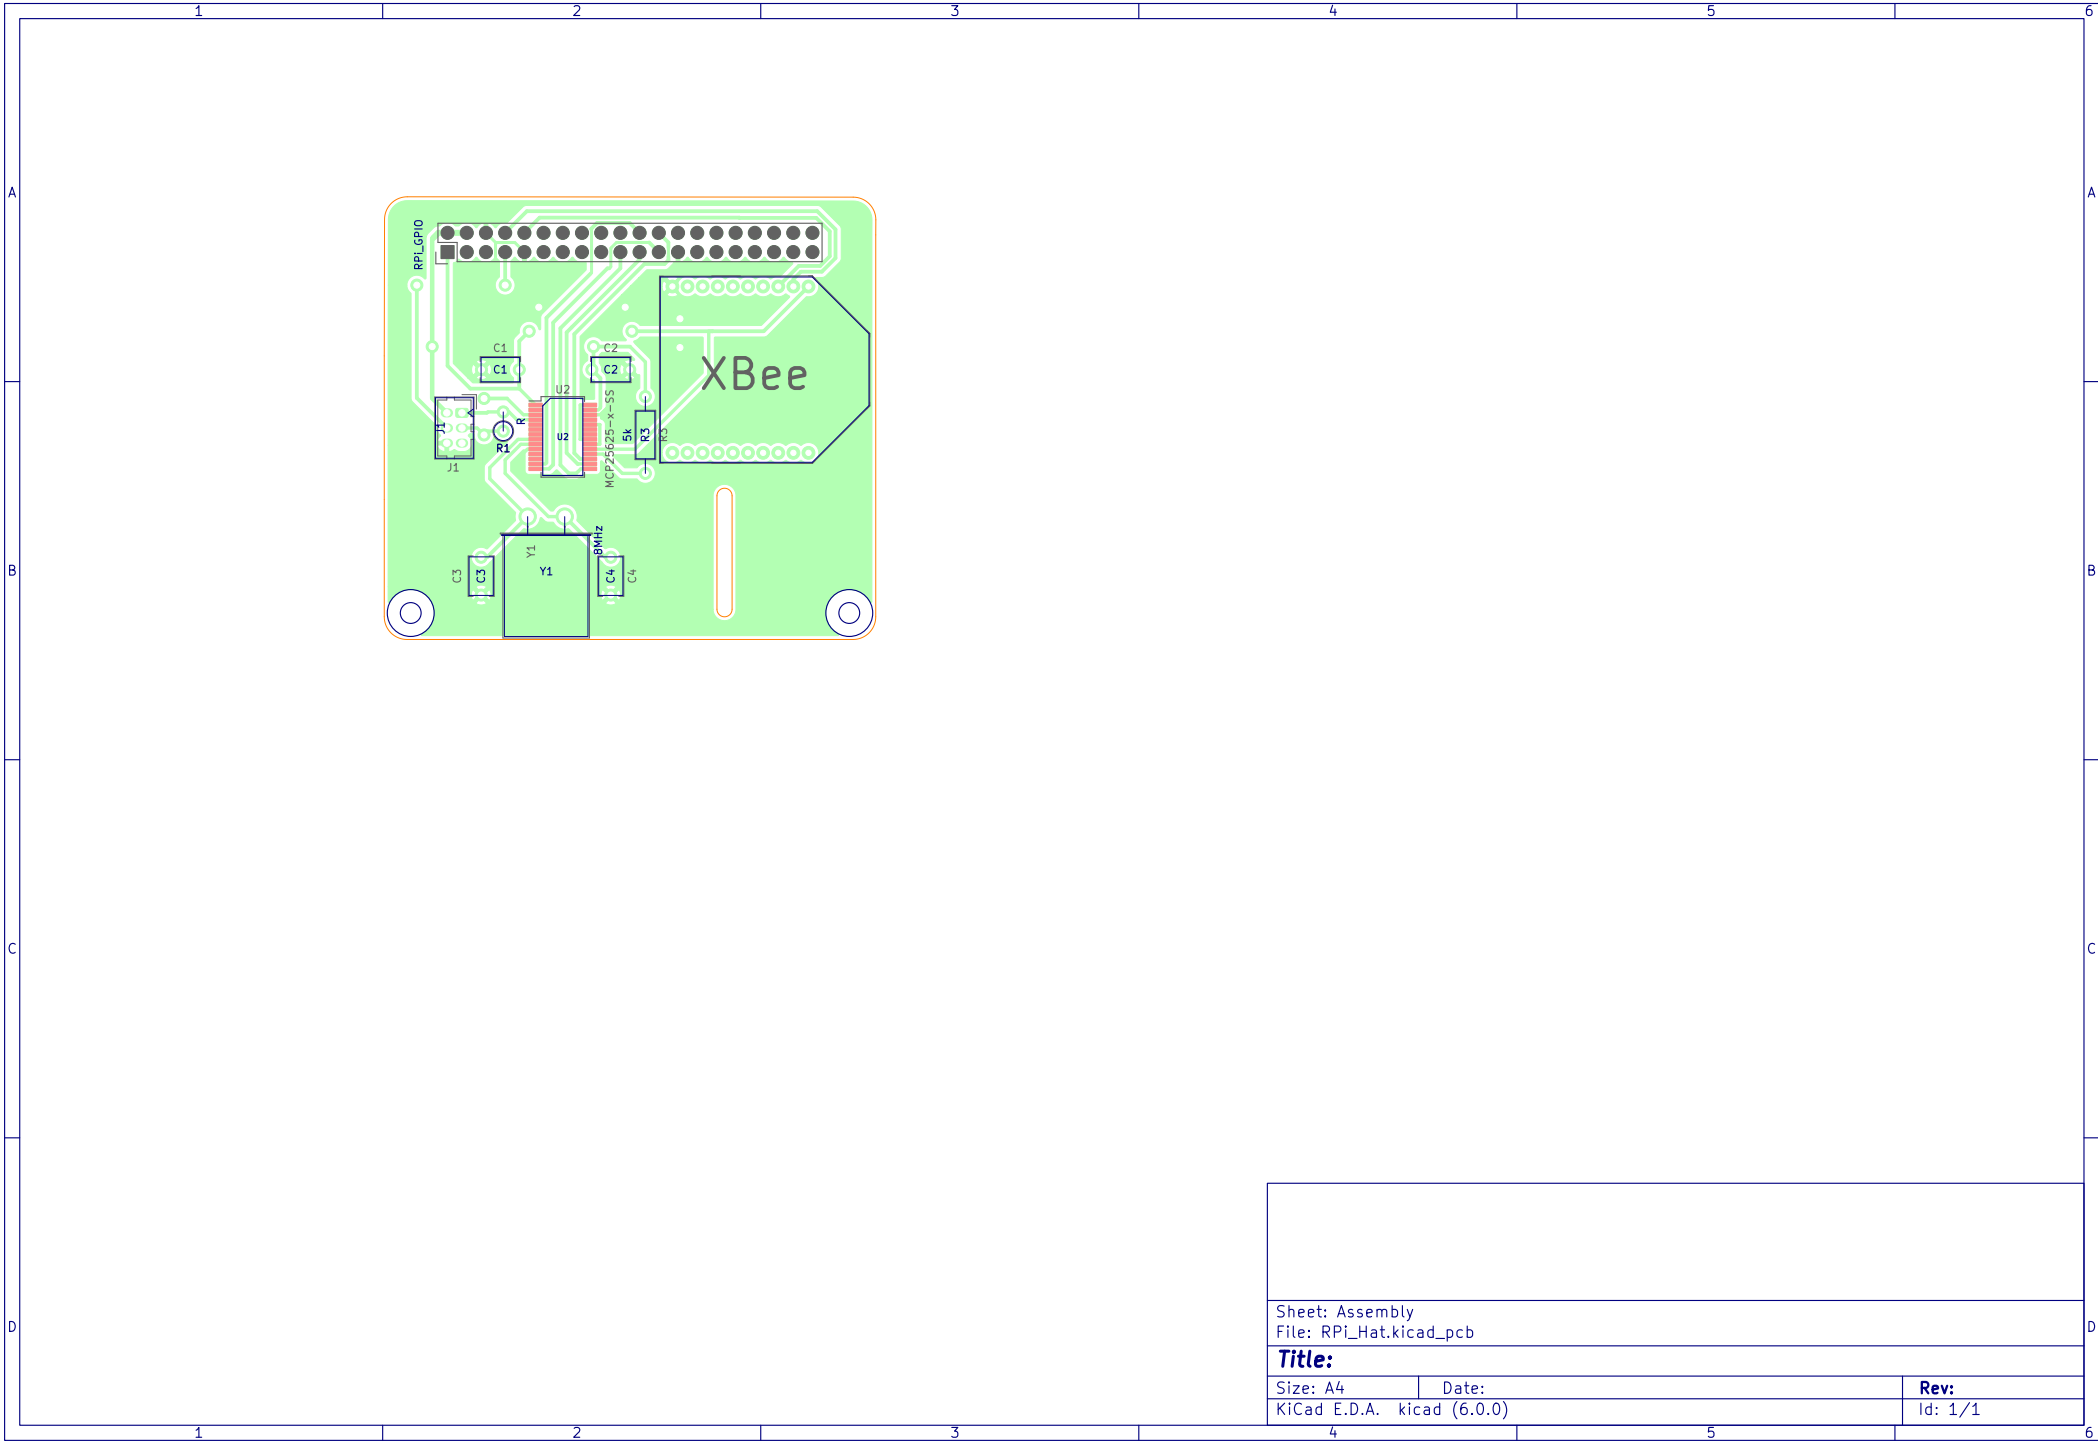 1 2 3 4 5 6
A A
RPi_GPIO
C1 C2
C1 C2
XBee
U2
MCP25625-x-SS
J1 R U2 5k R3 R3
R1
J1
8MHz
Y1
B B
C3 C3 Y1 C4 C4
C C
Sheet: Assembly
File: RPi_Hat.kicad_pcb
D D
Title:
Size: A4 Date: Rev:
KiCad E.D.A. kicad (6.0.0) Id: 1/1
1 2 3 4 5 6